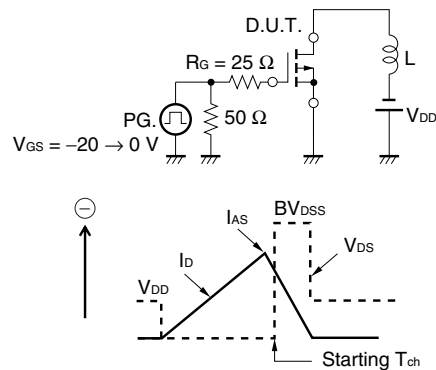 D.U.T.
RG = 25 Ω
L
PG.
50 Ω
VDD
VGS = −20 → 0 V
⊖
IAS
BVDSS
ID
VDS
VDD
Starting Tch